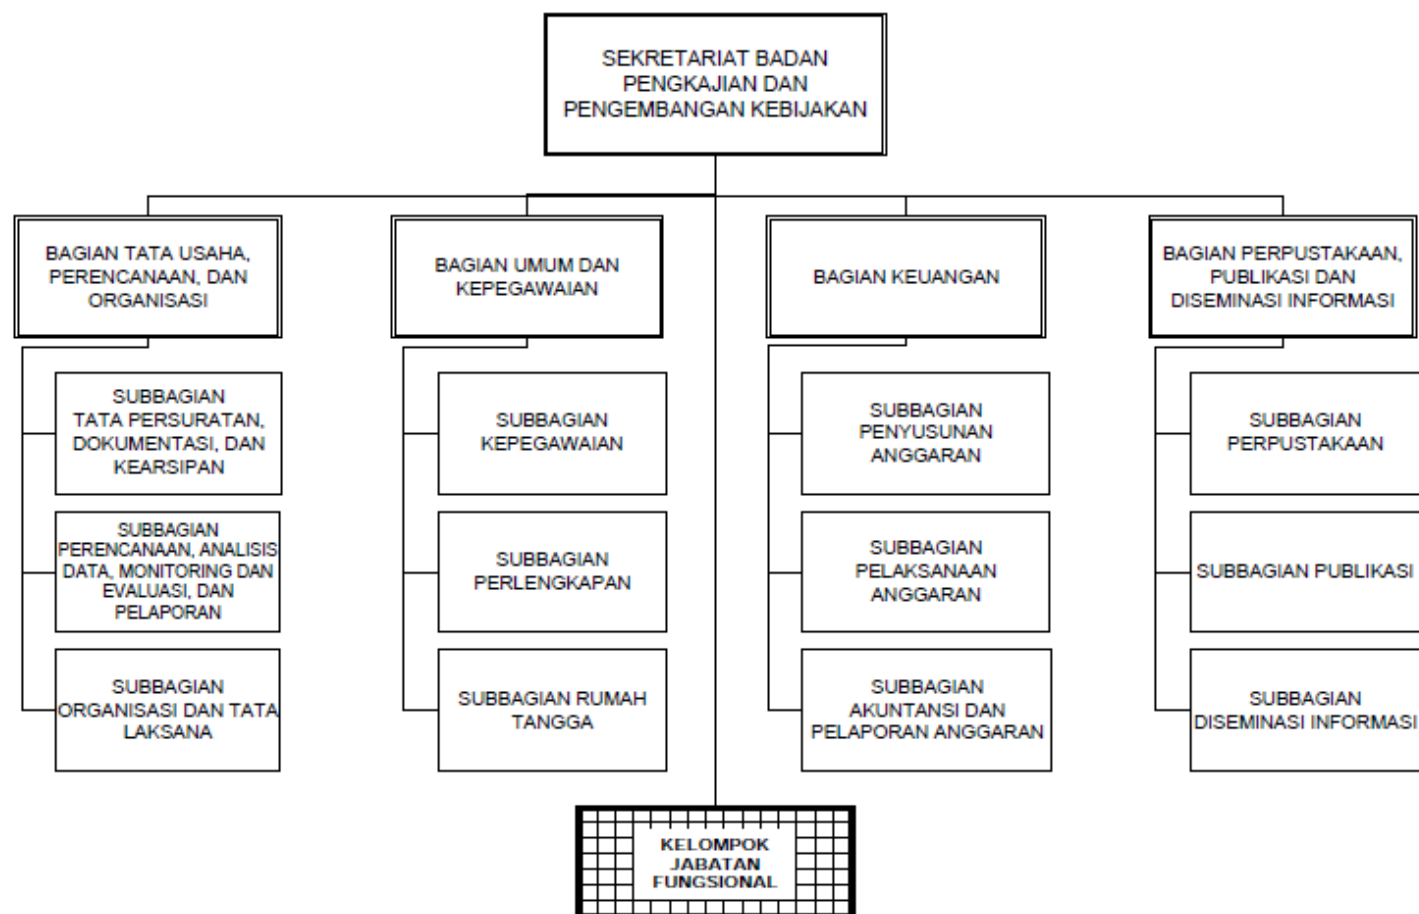 SEKRETARIAT BADAN
PENGKAJIAN DAN
PENGEMBANGAN KEBIJAKAN
BAGIAN TATA USAHA,
PERENCANAAN, DAN
ORGANISASI
BAGIAN UMUM DAN
KEPEGAWAIAN
BAGIAN KEUANGAN
BAGIAN PERPUSTAKAAN,
PUBLIKASI DAN
DISEMINASI INFORMASI
SUBBAGIAN
TATA PERSURATAN,
DOKUMENTASI, DAN
KEARSIPAN
SUBBAGIAN
KEPEGAWAIAN
SUBBAGIAN
PENYUSUNAN
ANGGARAN
SUBBAGIAN
PERPUSTAKAAN
SUBBAGIAN
PERENCANAAN, ANALISIS
DATA, MONITORING DAN
EVALUASI, DAN
PELAPORAN
SUBBAGIAN
PERLENGKAPAN
SUBBAGIAN
PELAKSANAAN
ANGGARAN
SUBBAGIAN PUBLIKASI
SUBBAGIAN
ORGANISASI DAN TATA
LAKSANA
SUBBAGIAN RUMAH
TANGGA
SUBBAGIAN
AKUNTANSI DAN
PELAPORAN ANGGARAN
SUBBAGIAN
DISEMINASI INFORMASI
KELOMPOK
JABATAN
FUNGSIONAL